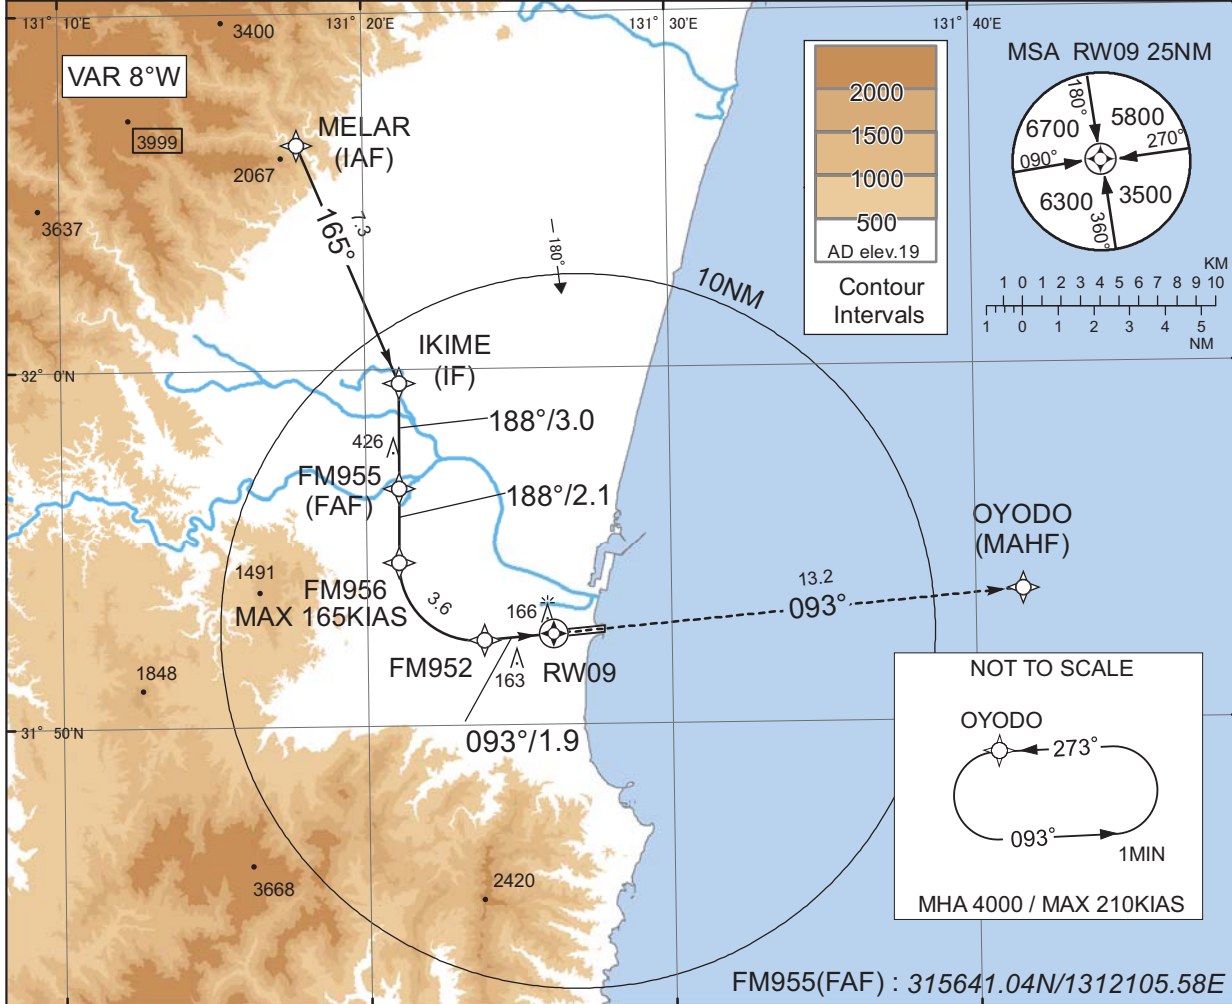 131° 10'E
131° 20'E
131° 30'E
131° 40'E
3400
VAR 8°W
3999
2067
3637
MELAR
(IAF)
7.3
165°
180°
10NM
2000
1500
1000
500
AD elev.19
Contour
Intervals
MSA RW09 25NM
180°
6700
5800
270°
090°
6300
3500
360°
KM
1 0 1 2 3 4 5 6 7 8 9 10
1 0 1 2 3 4 5
NM
32° 0'N
IKIME
(IF)
188°/3.0
426
FM955
(FAF)
188°/2.1
1491
FM956
MAX 165KIAS
3.6
166
FM952
163
RW09
093°/1.9
13.2
093°
OYODO
(MAHF)
1848
31° 50'N
3668
2420
NOT TO SCALE
OYODO
273°
093°
1MIN
MHA 4000 / MAX 210KIAS
FM955(FAF) : 315641.04N/1312105.58E